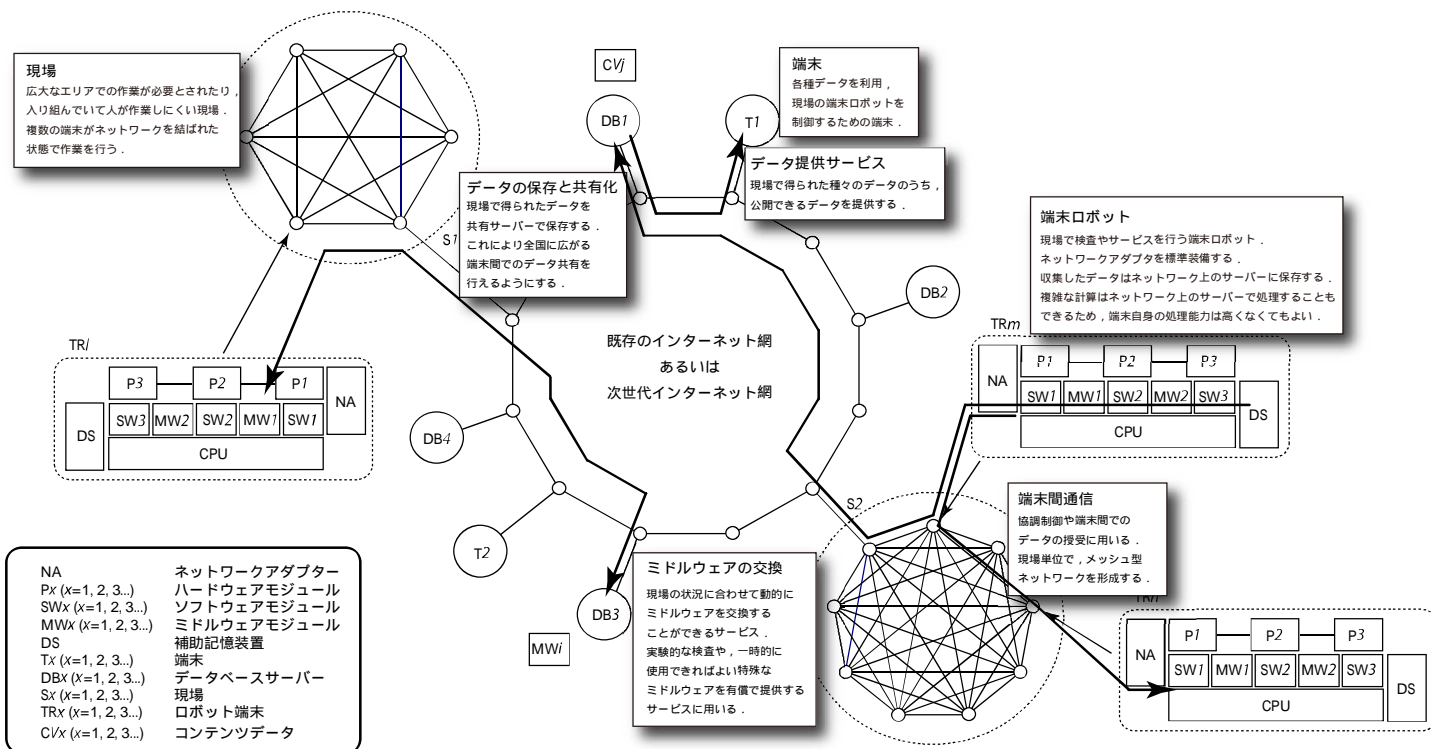 現場
広大なエリアでの作業が必要とされたり，
入り組んでいて人が作業しにくい現場．
複数の端末がネットワークを結ばれた
状態で作業を行う．
CVj
DB1
T1
端末
各種データを利用，
現場の端末ロボットを
制御するための端末．
データ提供サービス
現場で得られた種々のデータのうち，
公開できるデータを提供する．
S1
データの保存と共有化
現場で得られたデータを
共有サーバーで保存する．
これにより全国に広がる
端末間でのデータ共有を
行えるようにする．
DB2
端末ロボット
現場で検査やサービスを行う端末ロボット．
ネットワークアダプタを標準装備する．
収集したデータはネットワーク上のサーバーに保存する．
複雑な計算はネットワーク上のサーバーで処理することも
できるため，端末自身の処理能力は高くなくてもよい．
既存のインターネット網
あるいは
次世代インターネット網
TRl
P3 P2 P1
NA
DS
SW3 MW2 SW2 MW1 SW1
CPU
TRm
NA
P1 P2 P3
SW1 MW1 SW2 MW2 SW3
DS
CPU
DB4
T2
DB3
MWi
S2
端末間通信
協調制御や端末間での
データの授受に用いる．
現場単位で，メッシュ型
ネットワークを形成する．
ミドルウェアの交換
現場の状況に合わせて動的に
ミドルウェアを交換する
ことができるサービス．
実験的な検査や，一時的に
使用できればよい特殊な
ミドルウェアを有償で提供する
サービスに用いる．
NA
P1 P2 P3
SW1 MW1 SW2 MW2 SW3
DS
CPU
NA ネットワークアダプター
Px (x=1, 2, 3...) ハードウェアモジュール
SWx (x=1, 2, 3...) ソフトウェアモジュール
MWx (x=1, 2, 3...) ミドルウェアモジュール
DS 補助記憶装置
Tx (x=1, 2, 3...) 端末
DBx (x=1, 2, 3...) データベースサーバー
Sx (x=1, 2, 3...) 現場
TRx (x=1, 2, 3...) ロボット端末
CVx (x=1, 2, 3...) コンテンツデータ